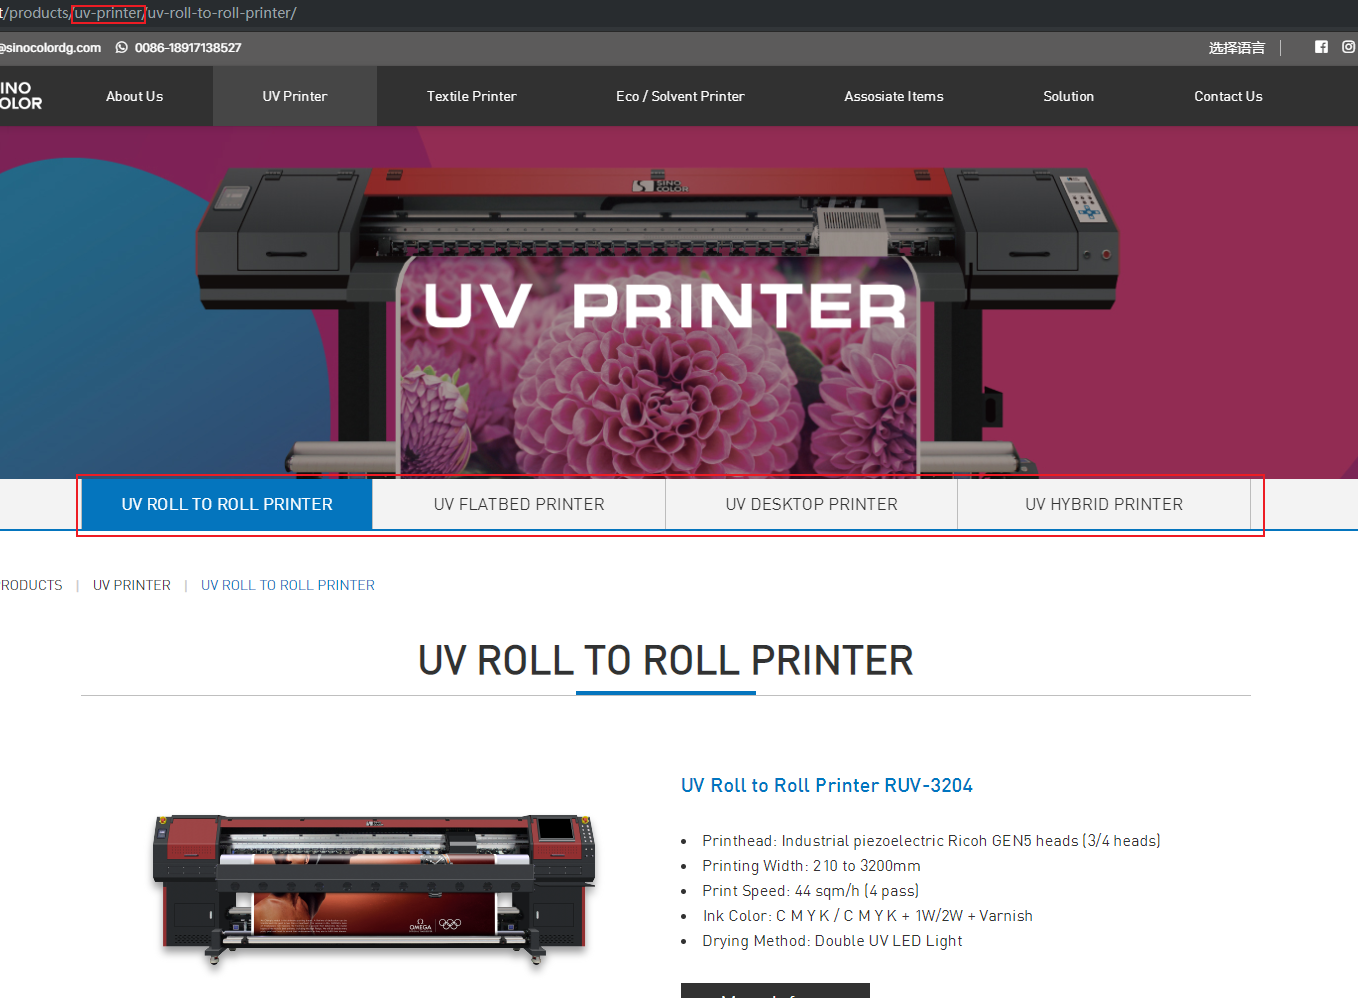 t/products/uv-printer/uv-roll-to-roll-printer/
@sinocolordg.com 0086-18917138527 选择语言
INO
OLOR
About Us UV Printer Textile Printer Eco / Solvent Printer Assosiate Items Solution Contact Us
SINO
COLOR
UV PRINTER
UV ROLL TO ROLL PRINTER UV FLATBED PRINTER UV DESKTOP PRINTER UV HYBRID PRINTER
RODUCTS | UV PRINTER | UV ROLL TO ROLL PRINTER
UV ROLL TO ROLL PRINTER
UV Roll to Roll Printer RUV-3204
• Printhead: Industrial piezoelectric Ricoh GEN5 heads (3/4 heads)
• Printing Width: 210 to 3200mm
• Print Speed: 44 sqm/h (4 pass)
• Ink Color: C M Y K / C M Y K + 1W/2W + Varnish
• Drying Method: Double UV LED Light
OMEGA